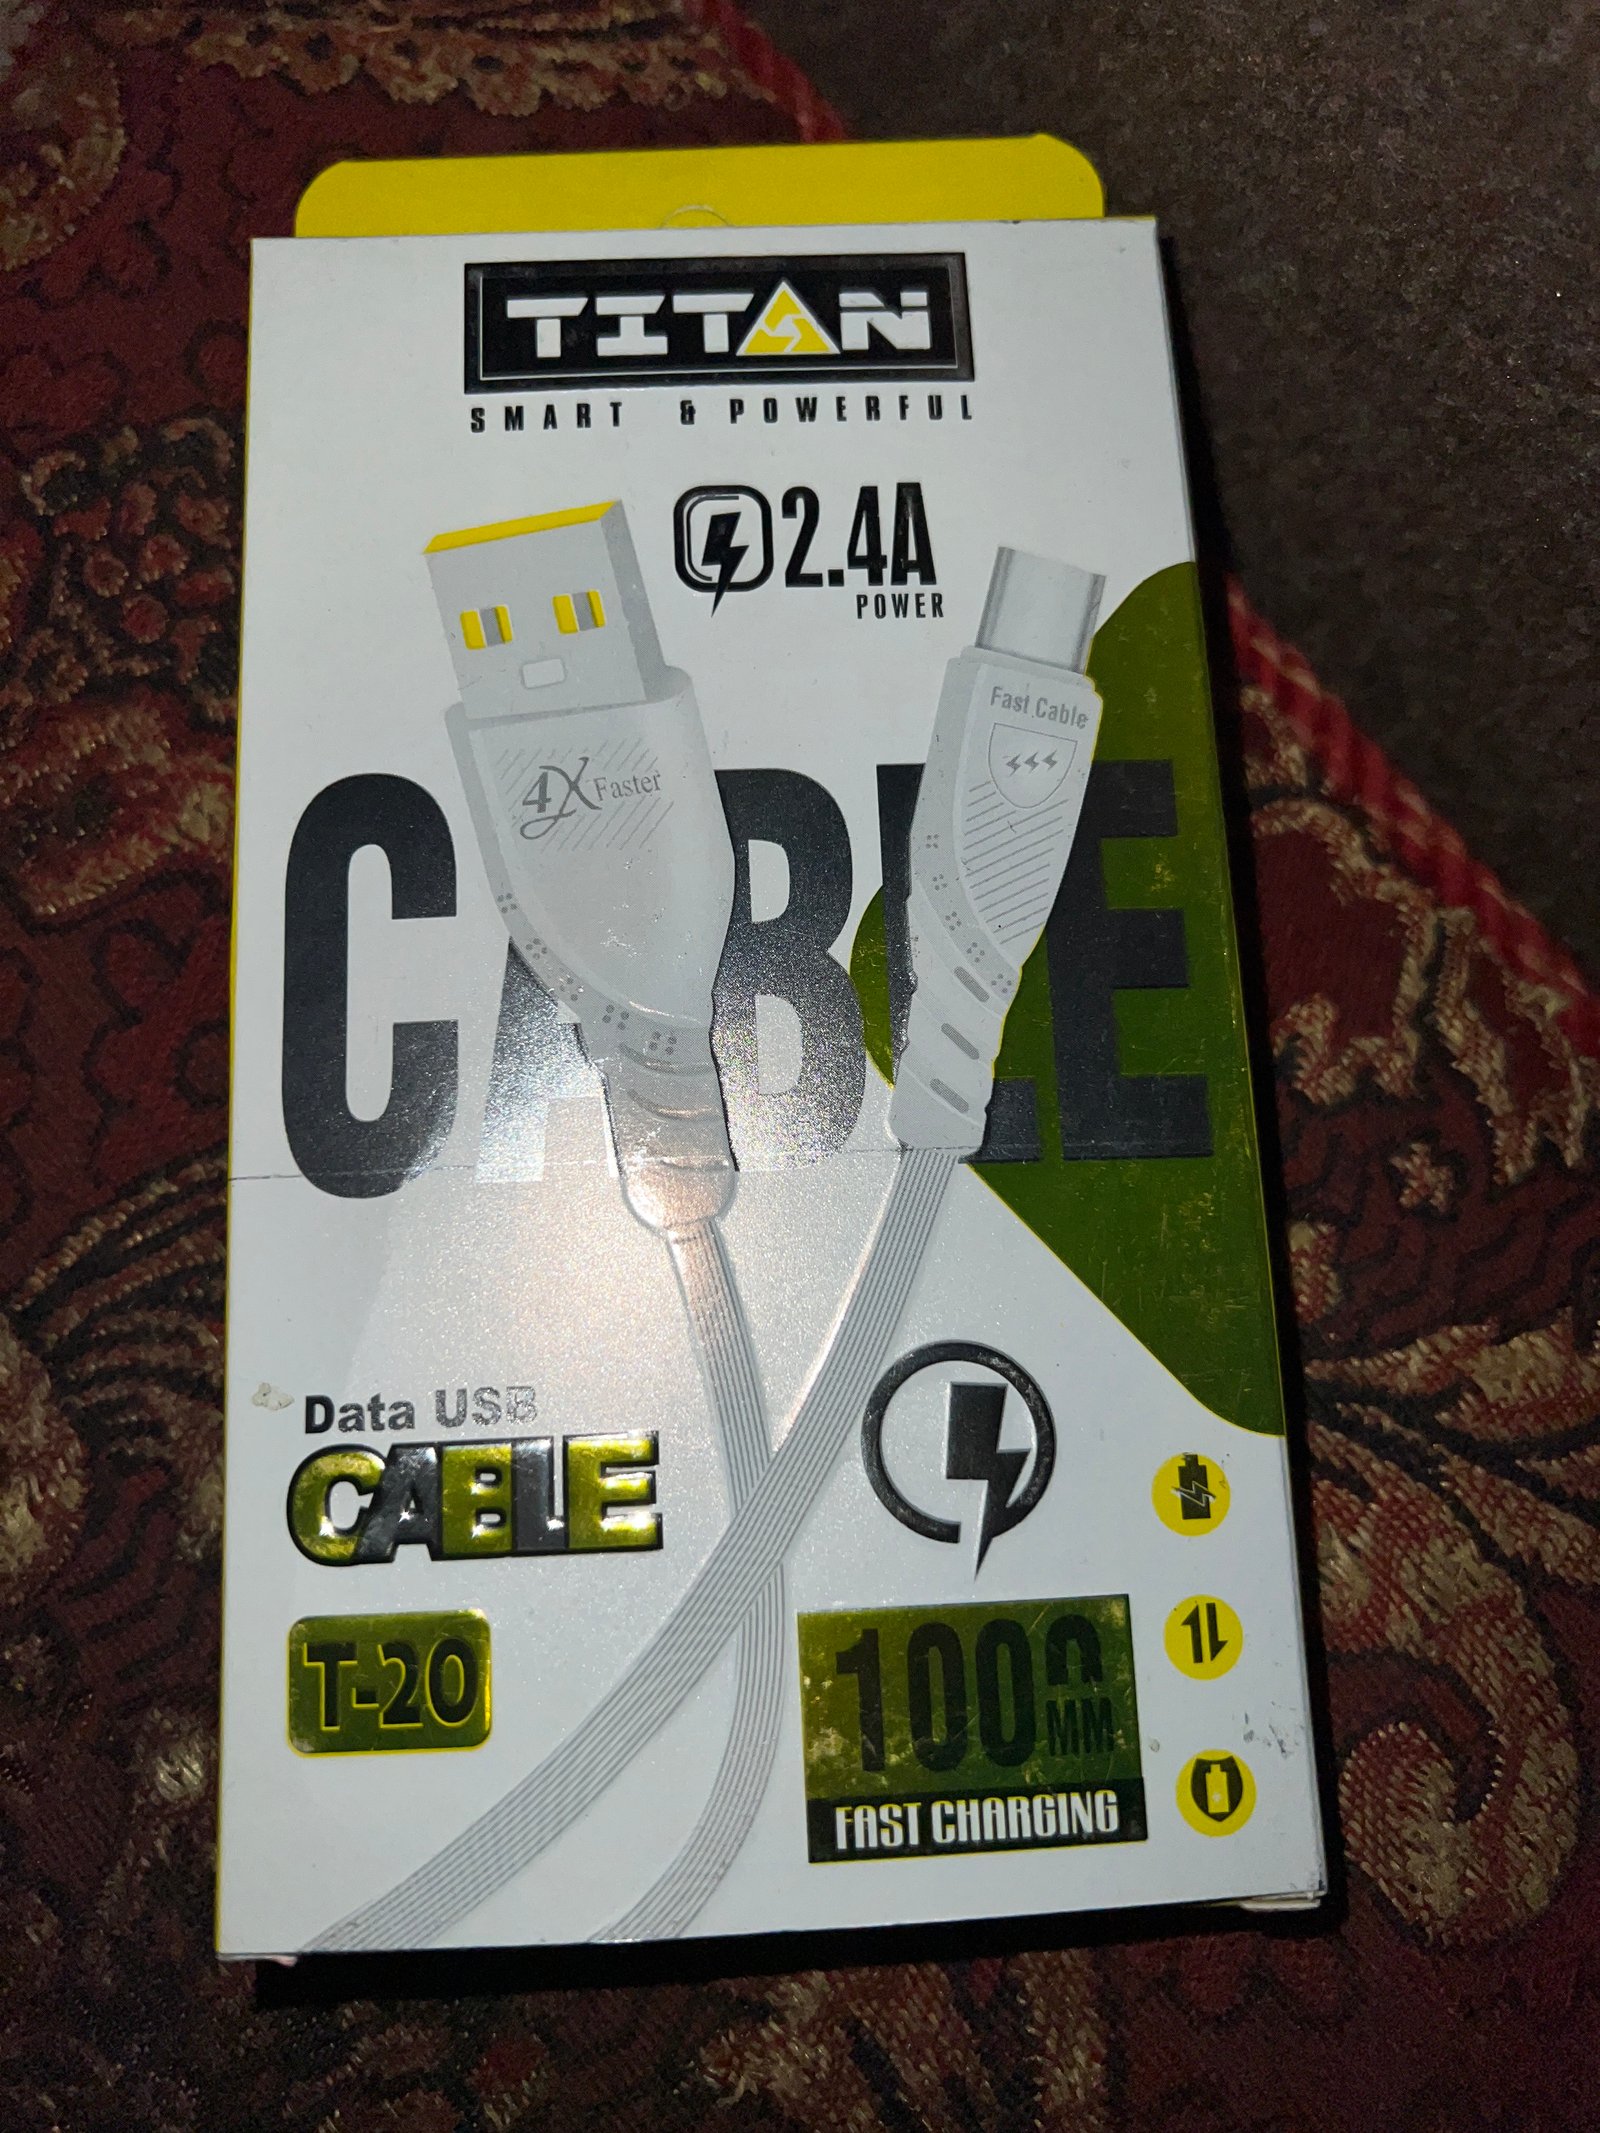 TITAN
SMART & POWERFUL
2.4A
POWER
Fast Cable
4X Faster
CABLE
Data USB
CABLE
T-20
1000
MM
FAST CHARGING